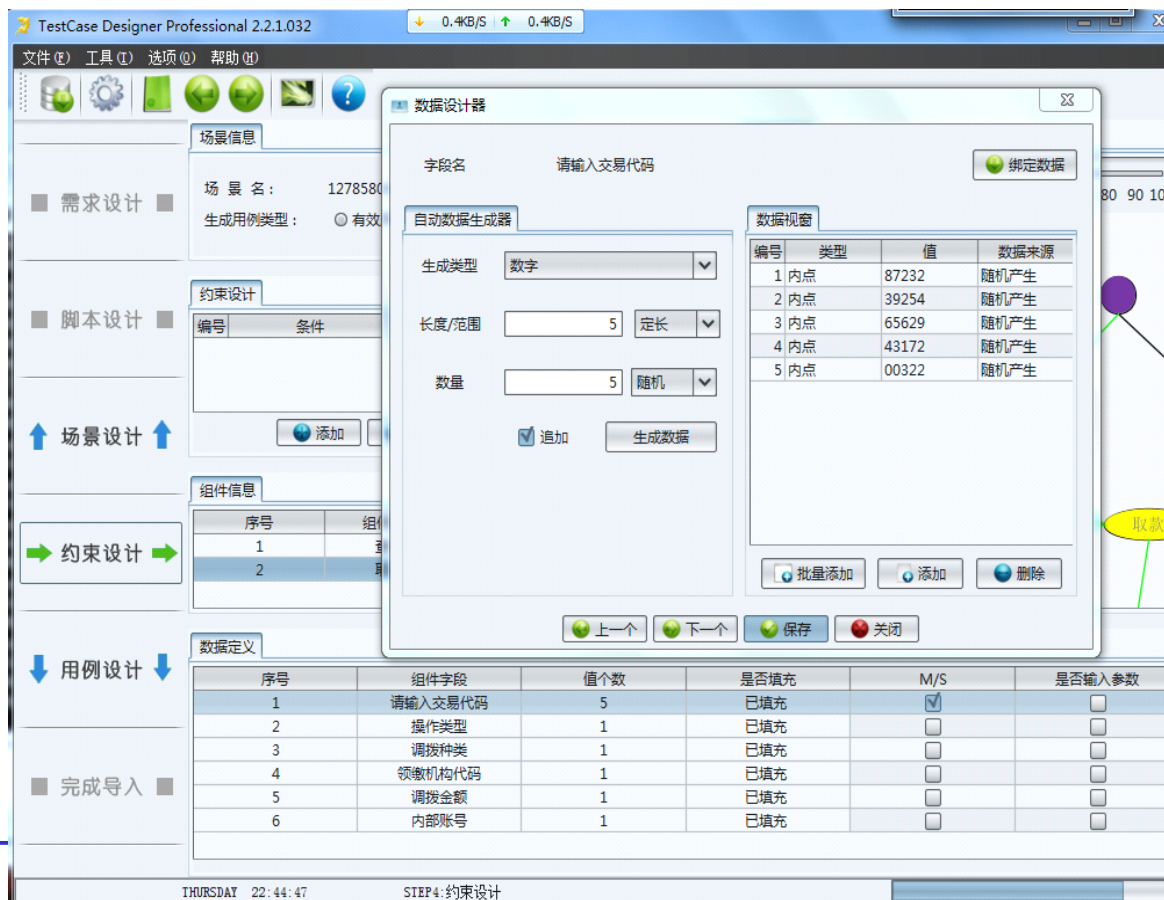 TestCase Designer Professional 2.2.1.032
0.4KB/S 0.4KB/S
文件(F) 工具(T) 选项(O) 帮助(H)
需求设计
脚本设计
场景设计
约束设计
用例设计
完成导入
场景信息
场 景 名： 1278580
生成用例类型： 有效
约束设计
编号 条件
添加
组件信息
序号
1
2
数据设计器
字段名 请输入交易代码 绑定数据
自动数据生成器
生成类型 数字
长度/范围 5 定长
数量 5 随机
追加 生成数据
数据视窗
编号 类型 值 数据来源
1 内点 87232 随机产生
2 内点 39254 随机产生
3 内点 65629 随机产生
4 内点 43172 随机产生
5 内点 00322 随机产生
批量添加 添加 删除
上一个 下一个 保存 关闭
80 90 10
取款
数据定义
序号 组件字段 值个数 是否填充 M/S 是否输入参数
1 请输入交易代码 5 已填充
2 操作类型 1 已填充
3 调拨种类 1 已填充
4 领缴机构代码 1 已填充
5 调拨金额 1 已填充
6 内部账号 1 已填充
THURSDAY 22:44:47 STEP4:约束设计